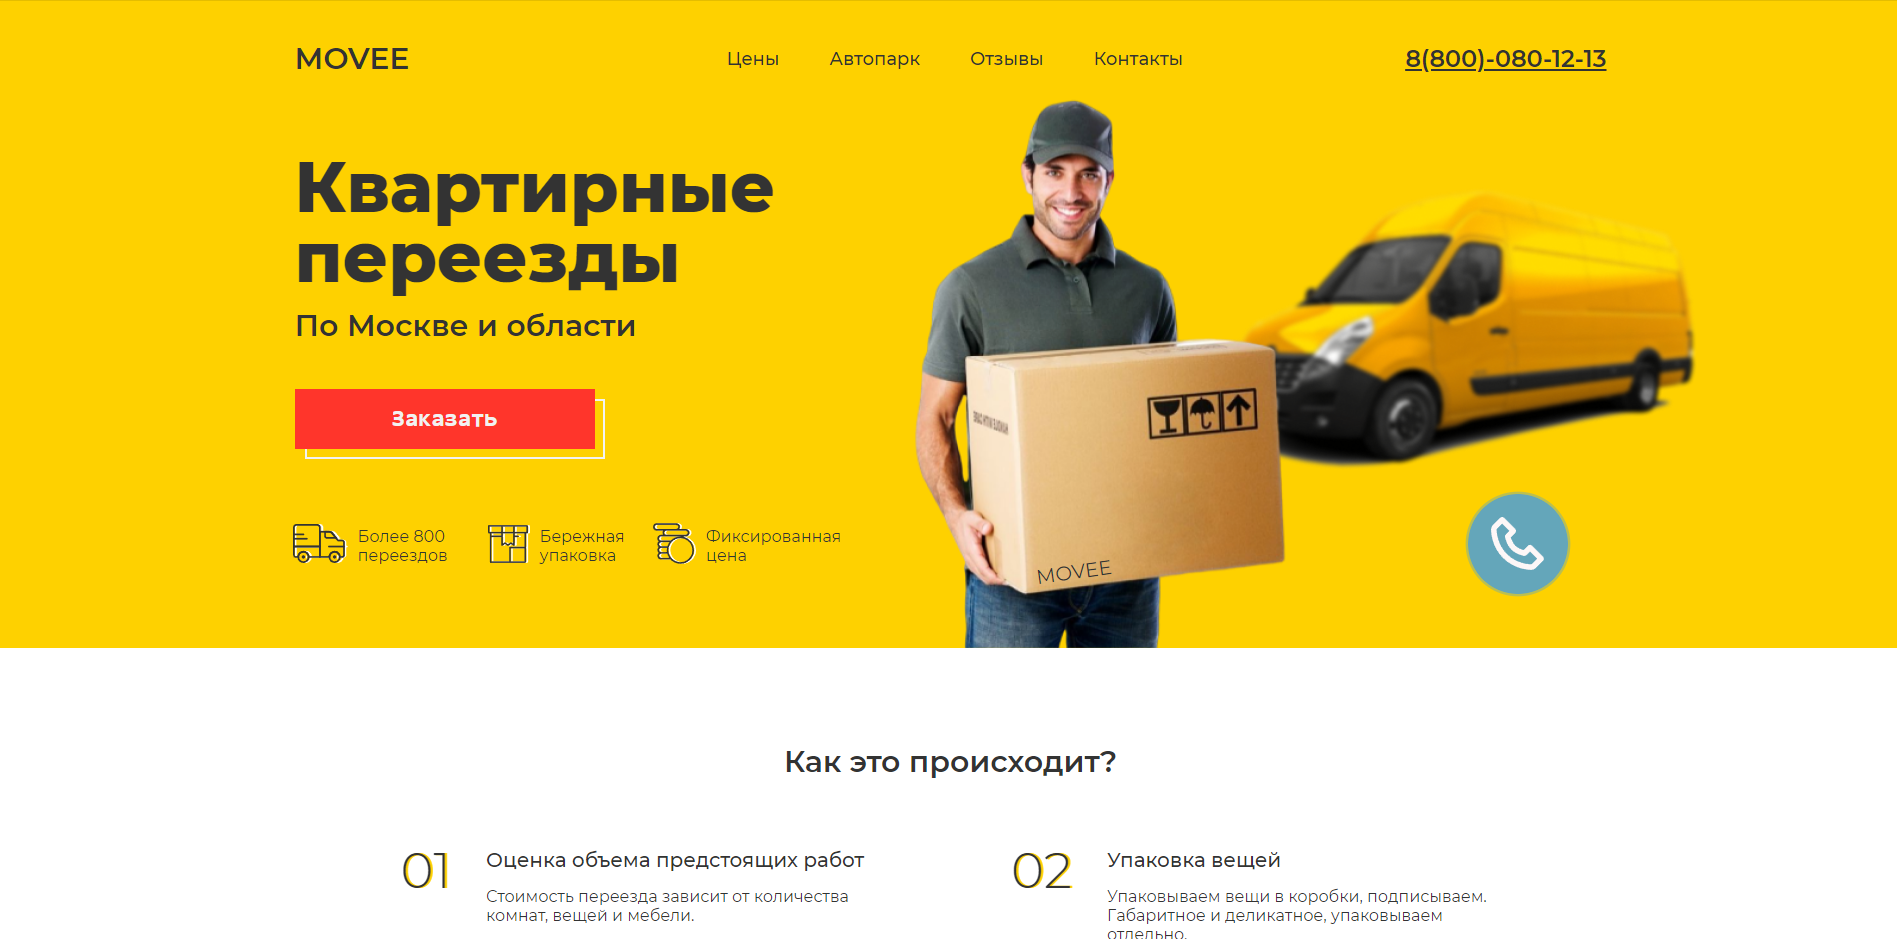 MOVEE
Цены
Автопарк
Отзывы
Контакты
8(800)-080-12-13
Квартирные
переезды
По Москве и области
Заказать
Более 800
переездов
Бережная
упаковка
Фиксированная
цена
MOVEE
Как это происходит?
01
Оценка объема предстоящих работ
Стоимость переезда зависит от количества
комнат, вещей и мебели.
02
Упаковка вещей
Упаковываем вещи в коробки, подписываем.
Габаритное и деликатное, упаковываем
отдельно.